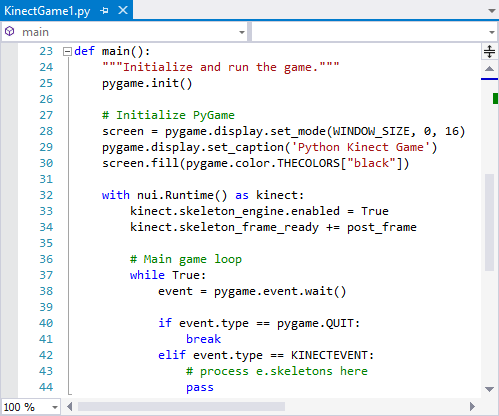 KinectGame1.py
main
23 def main():
24     """Initialize and run the game."""
25     pygame.init()
26
27     # Initialize PyGame
28     screen = pygame.display.set_mode(WINDOW_SIZE, 0, 16)
29     pygame.display.set_caption('Python Kinect Game')
30     screen.fill(pygame.color.THECOLORS["black"])
31
32     with nui.Runtime() as kinect:
33         kinect.skeleton_engine.enabled = True
34         kinect.skeleton_frame_ready += post_frame
35
36         # Main game loop
37         while True:
38             event = pygame.event.wait()
39
40             if event.type == pygame.QUIT:
41                 break
42             elif event.type == KINECTEVENT:
43                 # process e.skeletons here
44                 pass
100 %